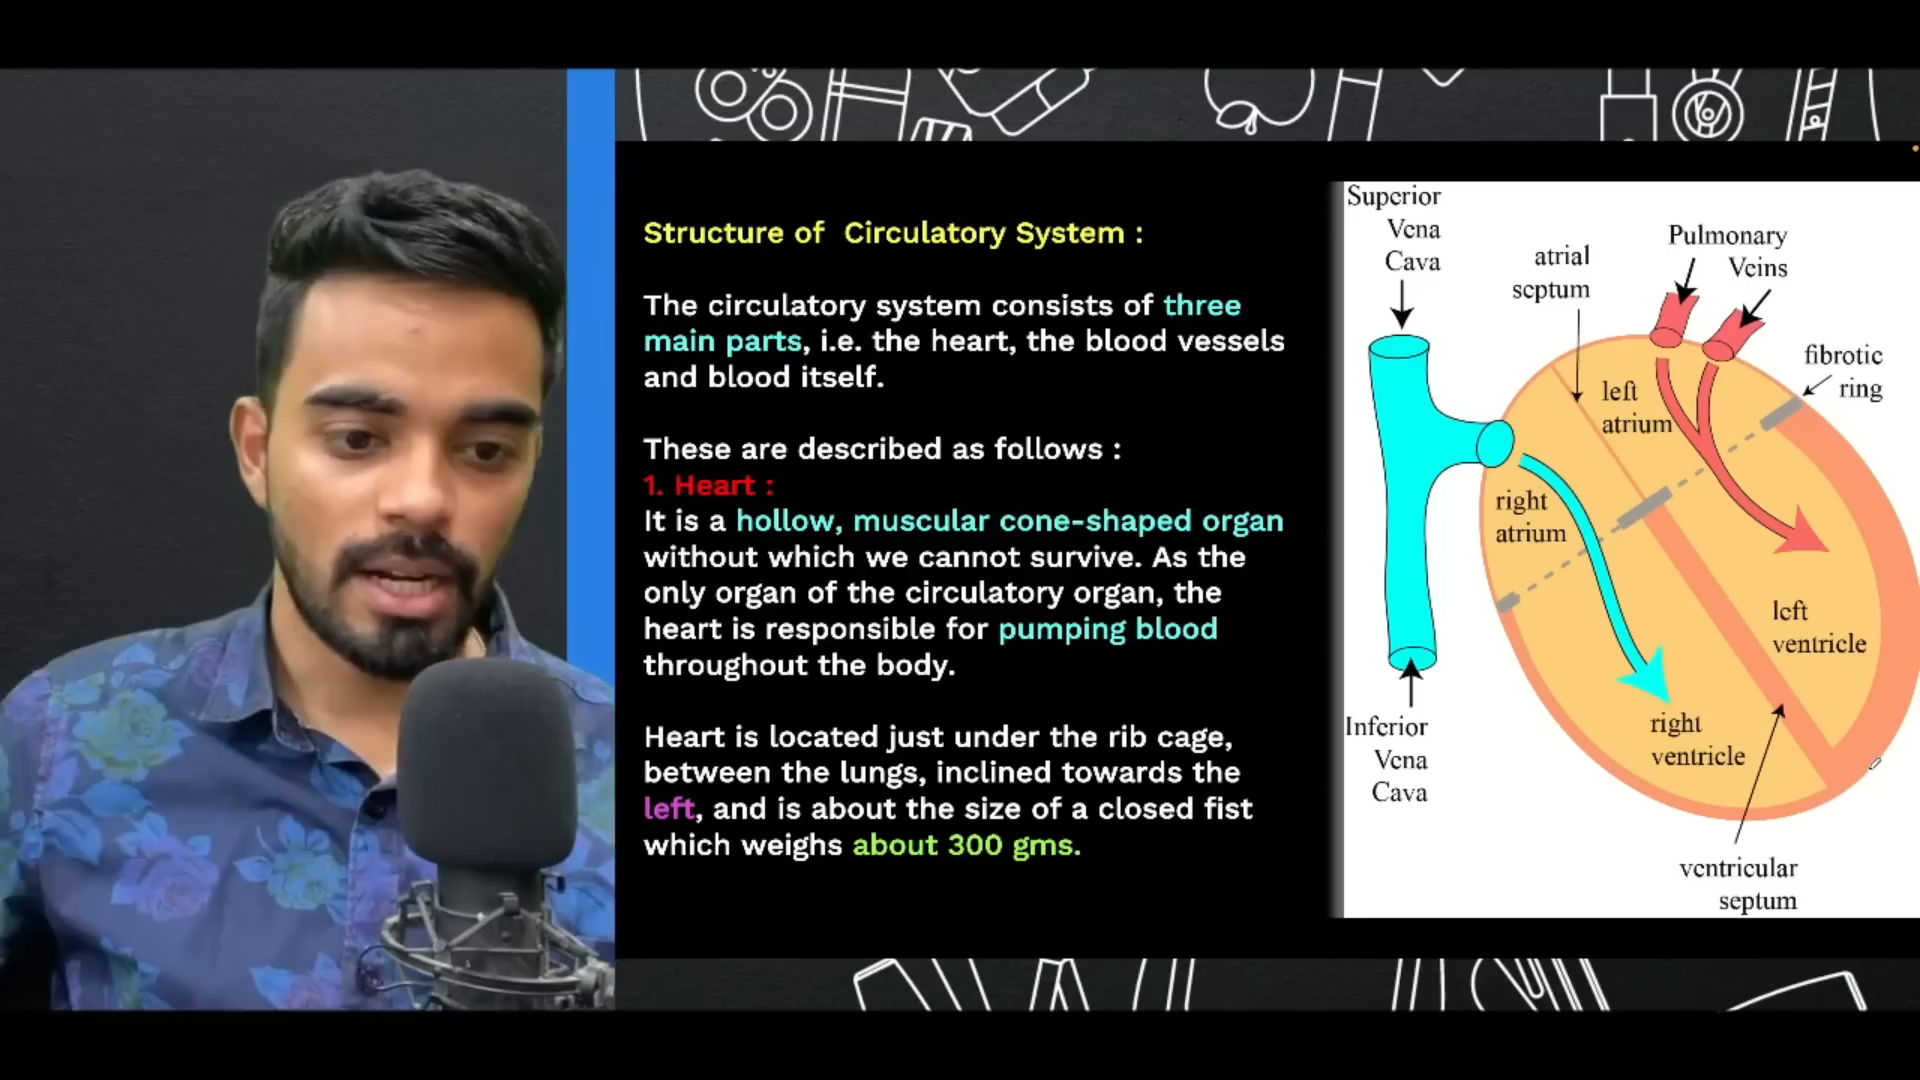 Structure of Circulatory System :
The circulatory system consists of three
main parts, i.e. the heart, the blood vessels
and blood itself.
These are described as follows :
1. Heart :
It is a hollow, muscular cone-shaped organ
without which we cannot survive. As the
only organ of the circulatory organ, the
heart is responsible for pumping blood
throughout the body.
Heart is located just under the rib cage,
between the lungs, inclined towards the
left, and is about the size of a closed fist
which weighs about 300 gms.
Superior
Vena
Cava
atrial
septum
Pulmonary
Veins
fibrotic
ring
left
atrium
right
atrium
left
ventricle
right
ventricle
Inferior
Vena
Cava
ventricular
septum